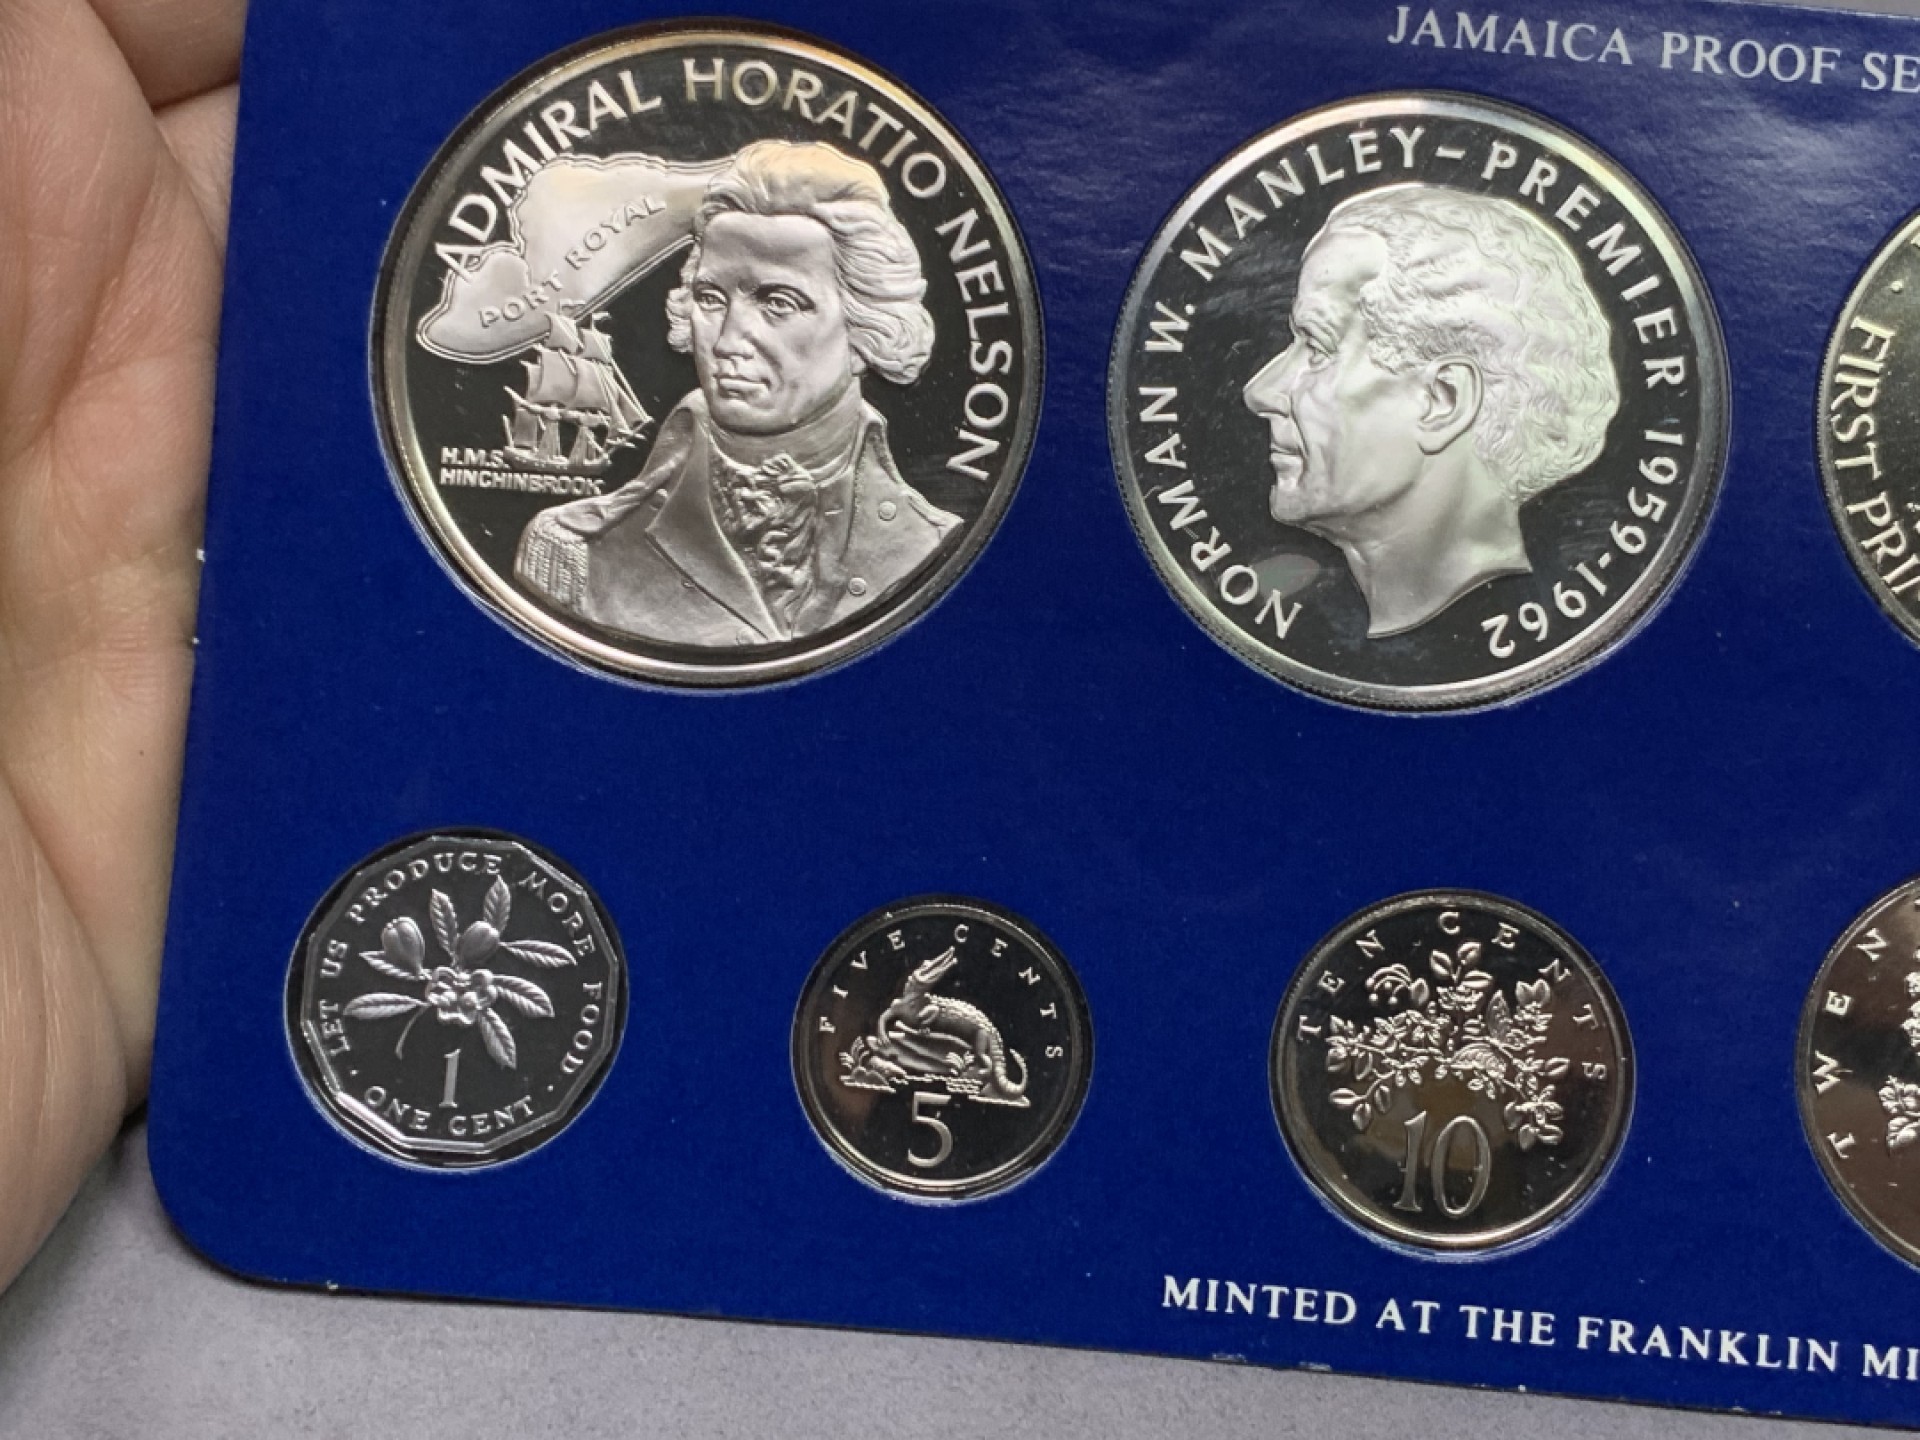 JAMAICA PROOF SE
ADMIRAL HORATIO NELSON
PORT ROYAL
H.M.S.
HINCHINBROOK
NORMAN W. MANLEY – PREMIER 1959-1962
• FIRST PRI
LET US PRODUCE MORE FOOD
1
• ONE CENT •
FIVE CENTS
5
TEN CENTS
10
TWEN
MINTED AT THE FRANKLIN MI